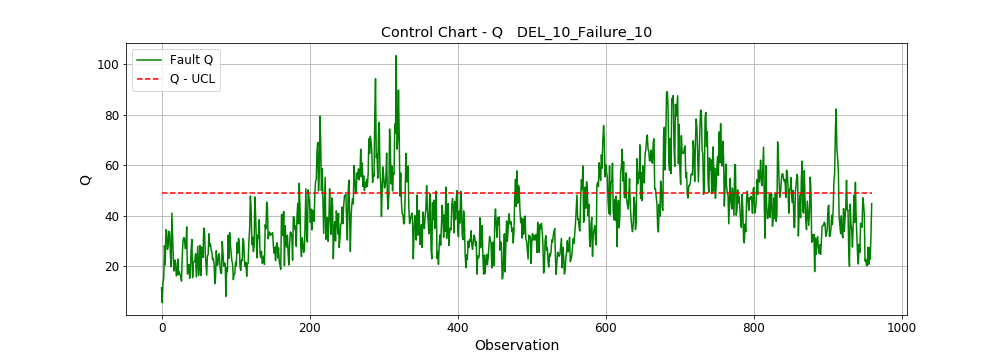 Control Chart - Q   DEL_10_Failure_10
Fault Q
Q - UCL
100
80
60
40
20
Q
0
200
400
600
800
1000
Observation